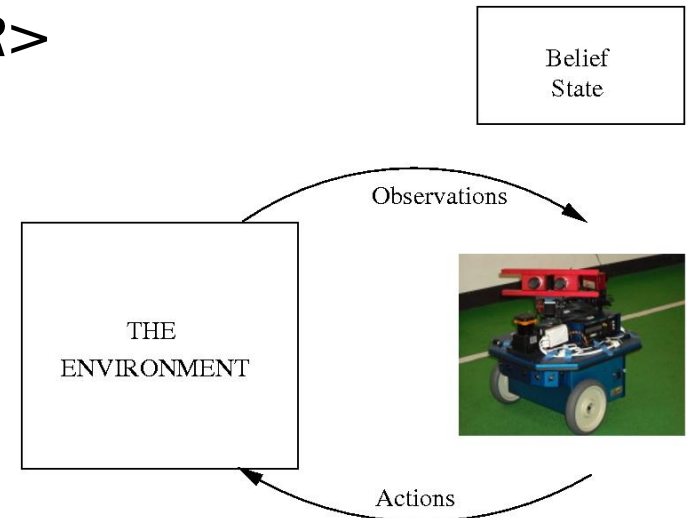 R>
Belief
State
Observations
THE
ENVIRONMENT
Actions